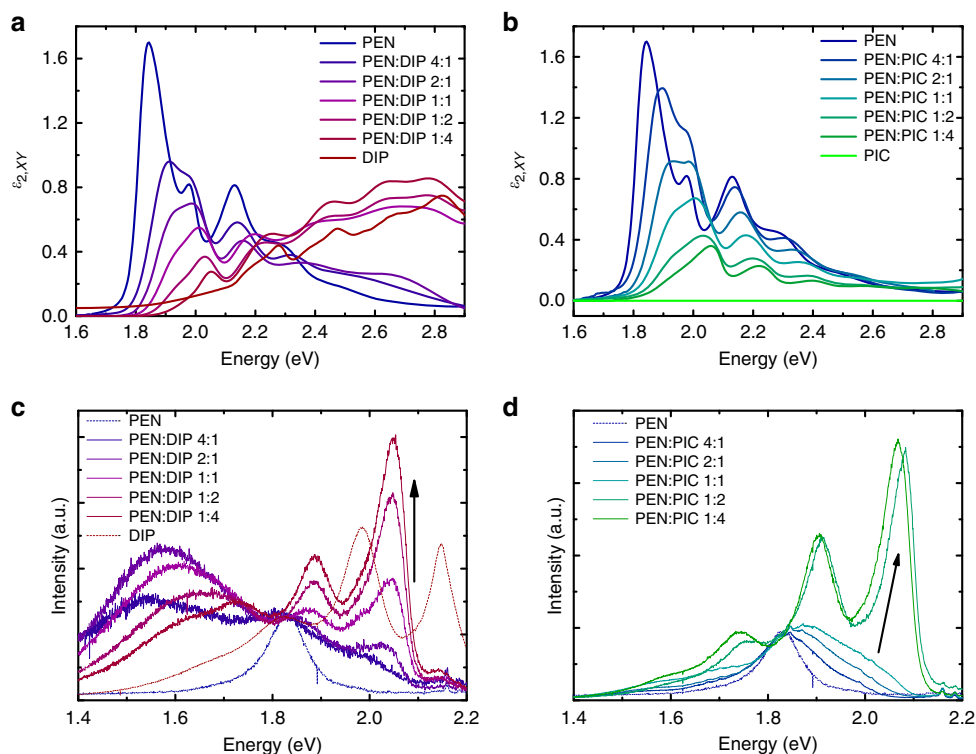 a
PEN
PEN:DIP 4:1
PEN:DIP 2:1
PEN:DIP 1:1
PEN:DIP 1:2
PEN:DIP 1:4
DIP
1.6
1.2
0.8
0.4
0.0
ε2,XY
1.6 1.8 2.0 2.2 2.4 2.6 2.8
Energy (eV)
b
PEN
PEN:PIC 4:1
PEN:PIC 2:1
PEN:PIC 1:1
PEN:PIC 1:2
PEN:PIC 1:4
PIC
1.6
1.2
0.8
0.4
0.0
ε2,XY
1.6 1.8 2.0 2.2 2.4 2.6 2.8
Energy (eV)
c
PEN
PEN:DIP 4:1
PEN:DIP 2:1
PEN:DIP 1:1
PEN:DIP 1:2
PEN:DIP 1:4
DIP
Intensity (a.u.)
1.4 1.6 1.8 2.0 2.2
Energy (eV)
d
PEN
PEN:PIC 4:1
PEN:PIC 2:1
PEN:PIC 1:1
PEN:PIC 1:2
PEN:PIC 1:4
Intensity (a.u.)
1.4 1.6 1.8 2.0 2.2
Energy (eV)